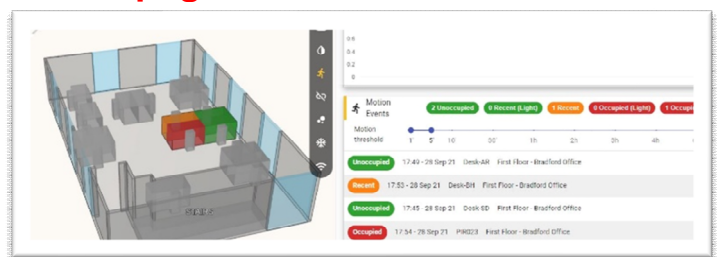 0.6
0.4
0.2
0
Motion Events
2 Unoccupied
0 Recent (Light)
1 Recent
0 Occupied (Light)
1 Occupi
Motion threshold
1' 5' 10 30' 1h 2h 3h 4h
Unoccupied 17:49 - 28 Sep 21 Desk-AR First Floor - Bradford Office
Recent 17:53 - 28 Sep 21 Desk-BH First Floor - Bradford Office
Unoccupied 17:45 - 28 Sep 21 Desk-SD First Floor - Bradford Office
Occupied 17:54 - 28 Sep 21 PIR023 First Floor - Bradford Office